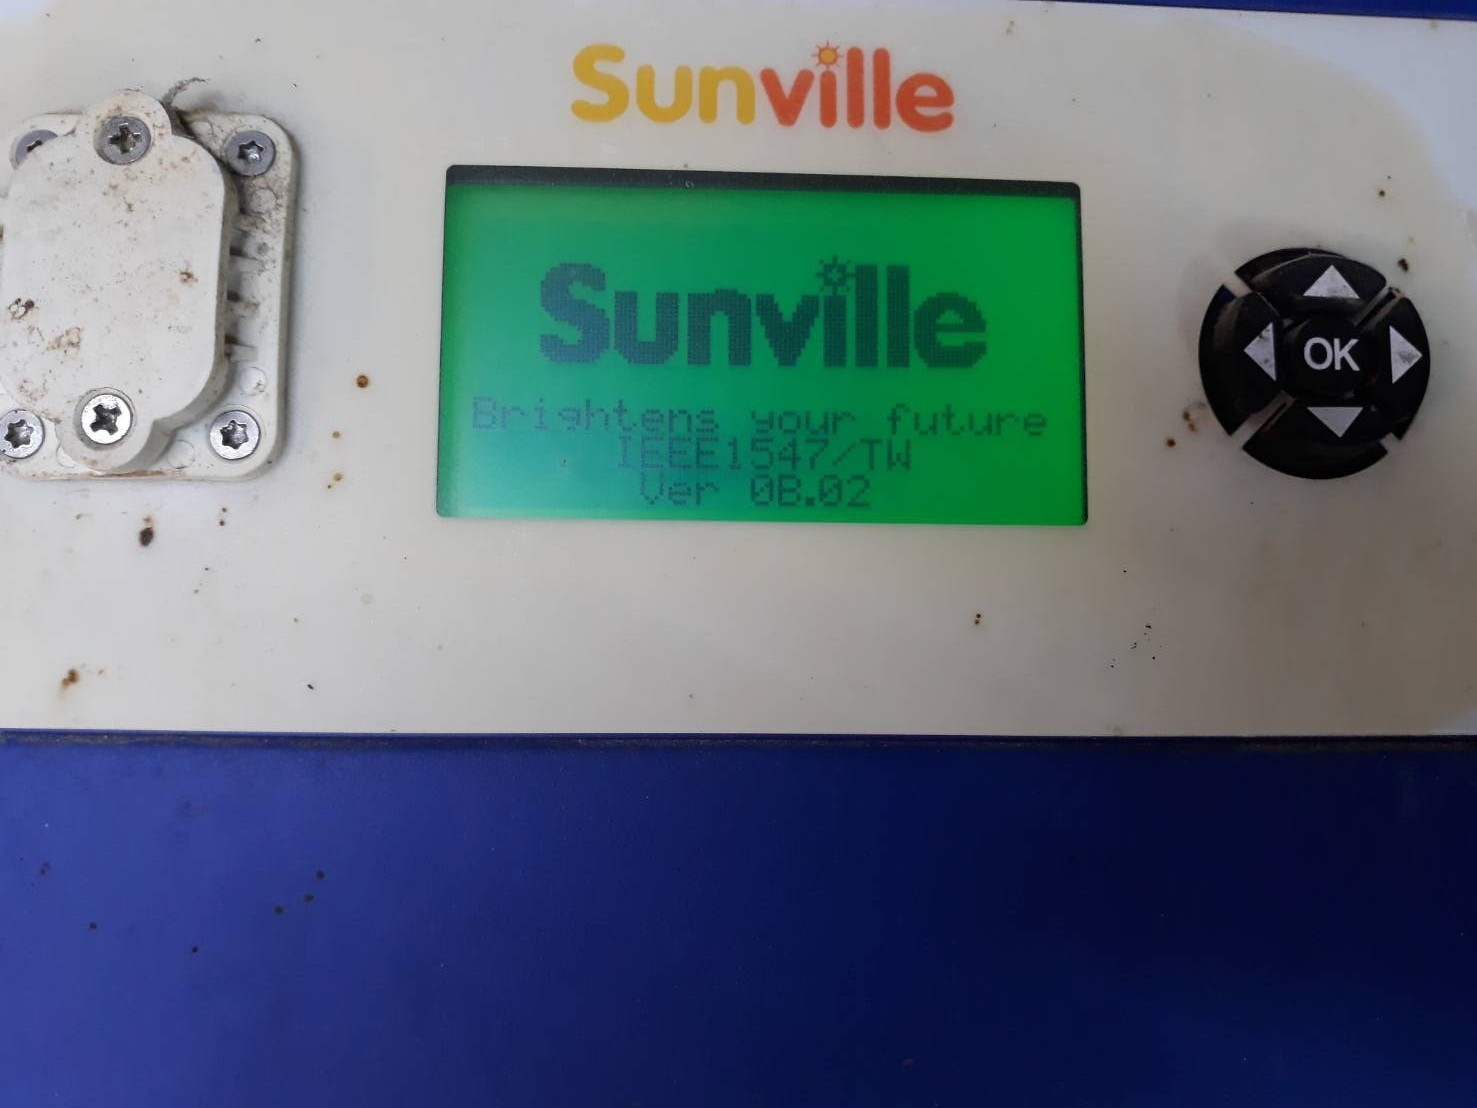 Sunville
Sunville
Brightens your future
IEEE1547/TW
Ver 0B.02
OK